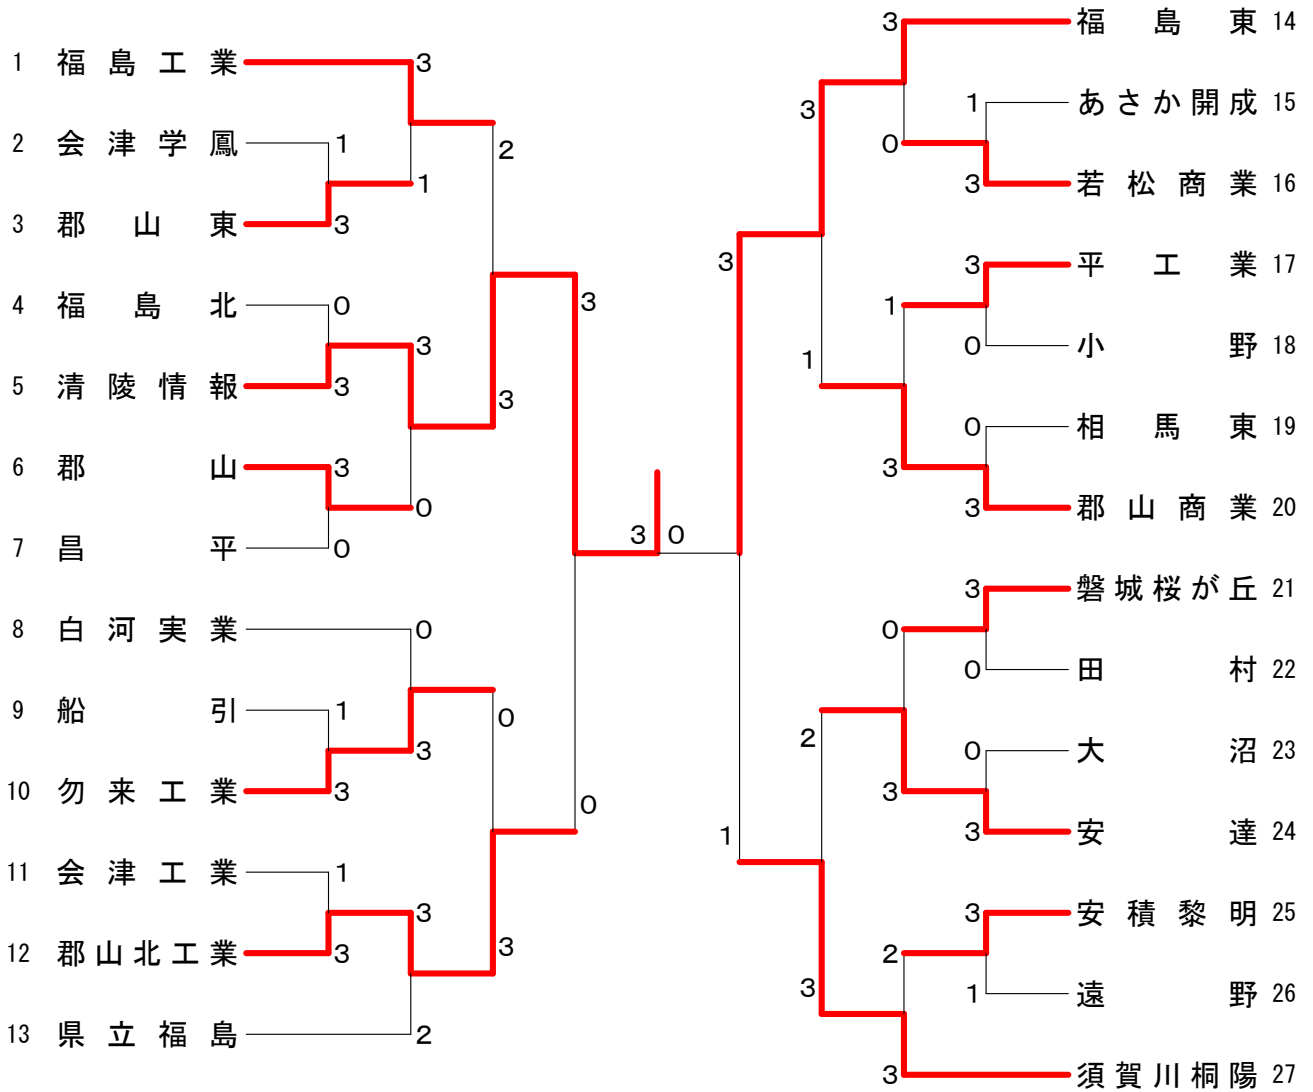 1 福島工業 3
2 会津学鳳 1
2
1
3 郡山東 3
4 福島北 0
3
3
5 清陵情報 3
3
6 郡山 3
0
7 昌平 0
3 0
8 白河実業 0
9 船引 1
0
3
10 勿来工業 3
0
11 会津工業 1
3
12 郡山北工業 3
3
13 県立福島 2
3 福島東 14
1 あさか開成 15
3
0
3 若松商業 16
3
3 平工業 17
1
0 小野 18
1
0 相馬東 19
3
3 郡山商業 20
3 磐城桜が丘 21
0
0 田村 22
2
0 大沼 23
3
3 安達 24
1
3 安積黎明 25
2
3
1 遠野 26
3 須賀川桐陽 27